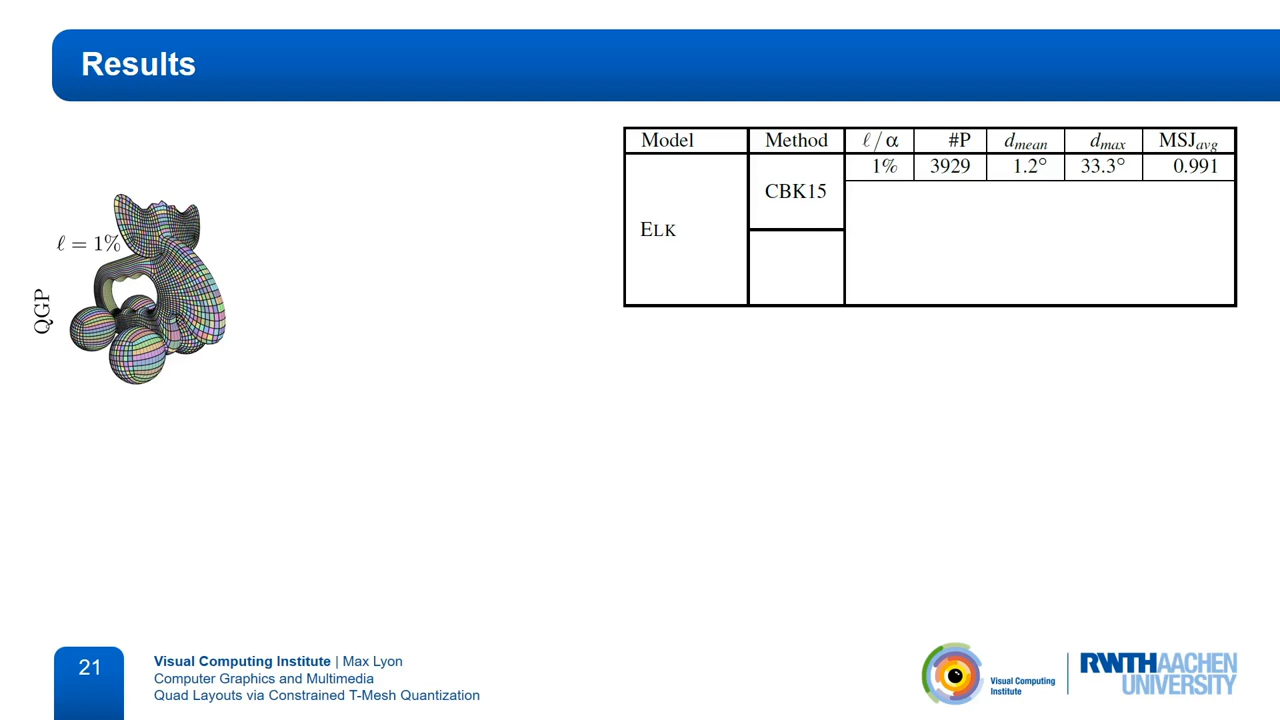 Results
ℓ = 1%
QGP
Model Method ℓ / α #P d_mean d_max MSJ_avg
ELK CBK15 1% 3929 1.2° 33.3° 0.991
21
Visual Computing Institute | Max Lyon
Computer Graphics and Multimedia
Quad Layouts via Constrained T-Mesh Quantization
Visual Computing
Institute
RWTHAACHEN
UNIVERSITY